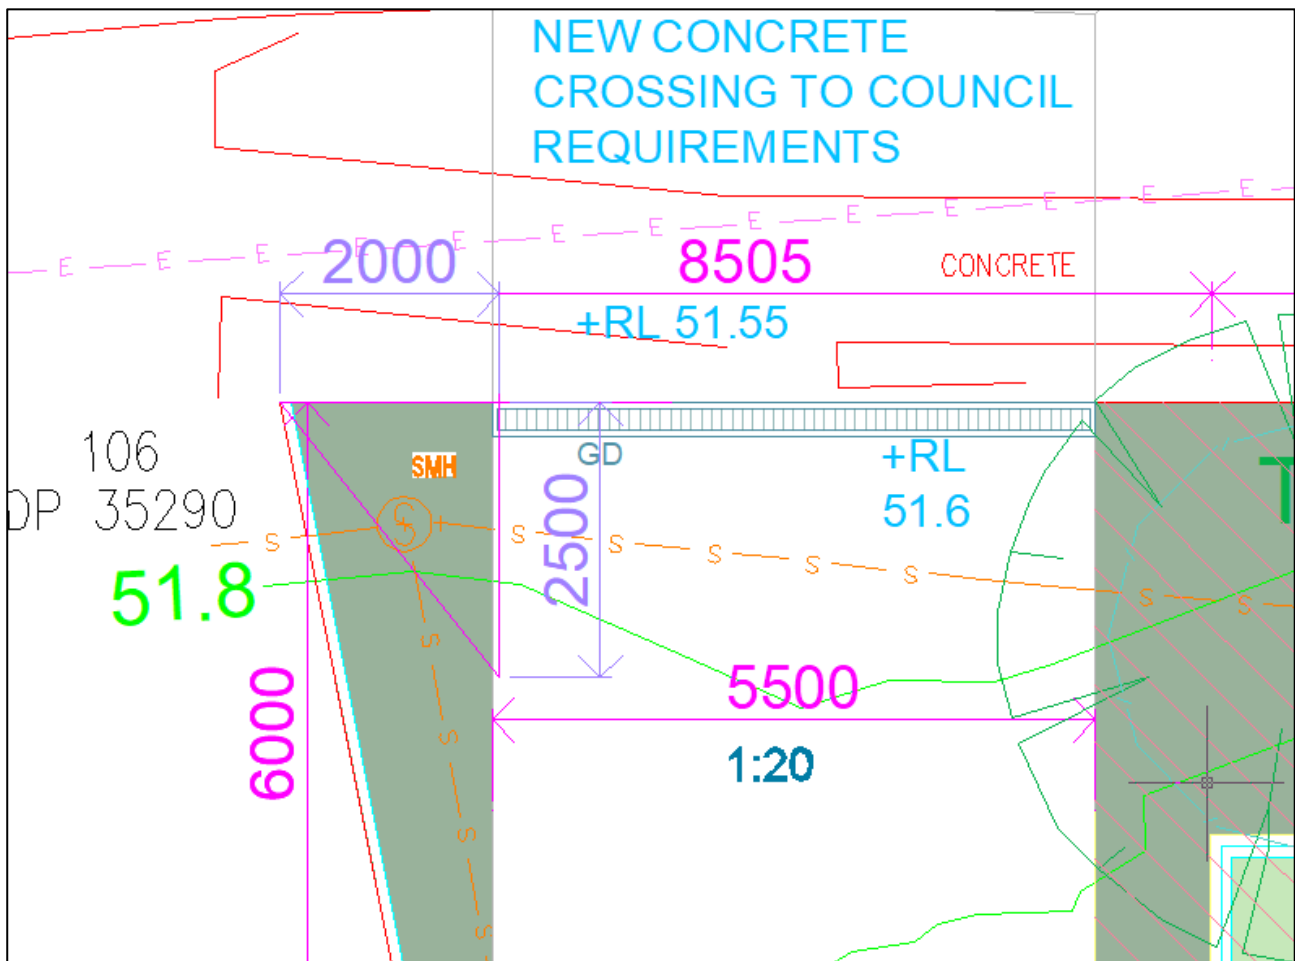 NEW CONCRETE
CROSSING TO COUNCIL
REQUIREMENTS
E E E E E E E E E E E E E
2000
8505
CONCRETE
+RL 51.55
106
DP 35290
SMH
GD
+RL
51.6
2500
T
S S S S S S S S
51.8
S S S S
6000
5500
1:20